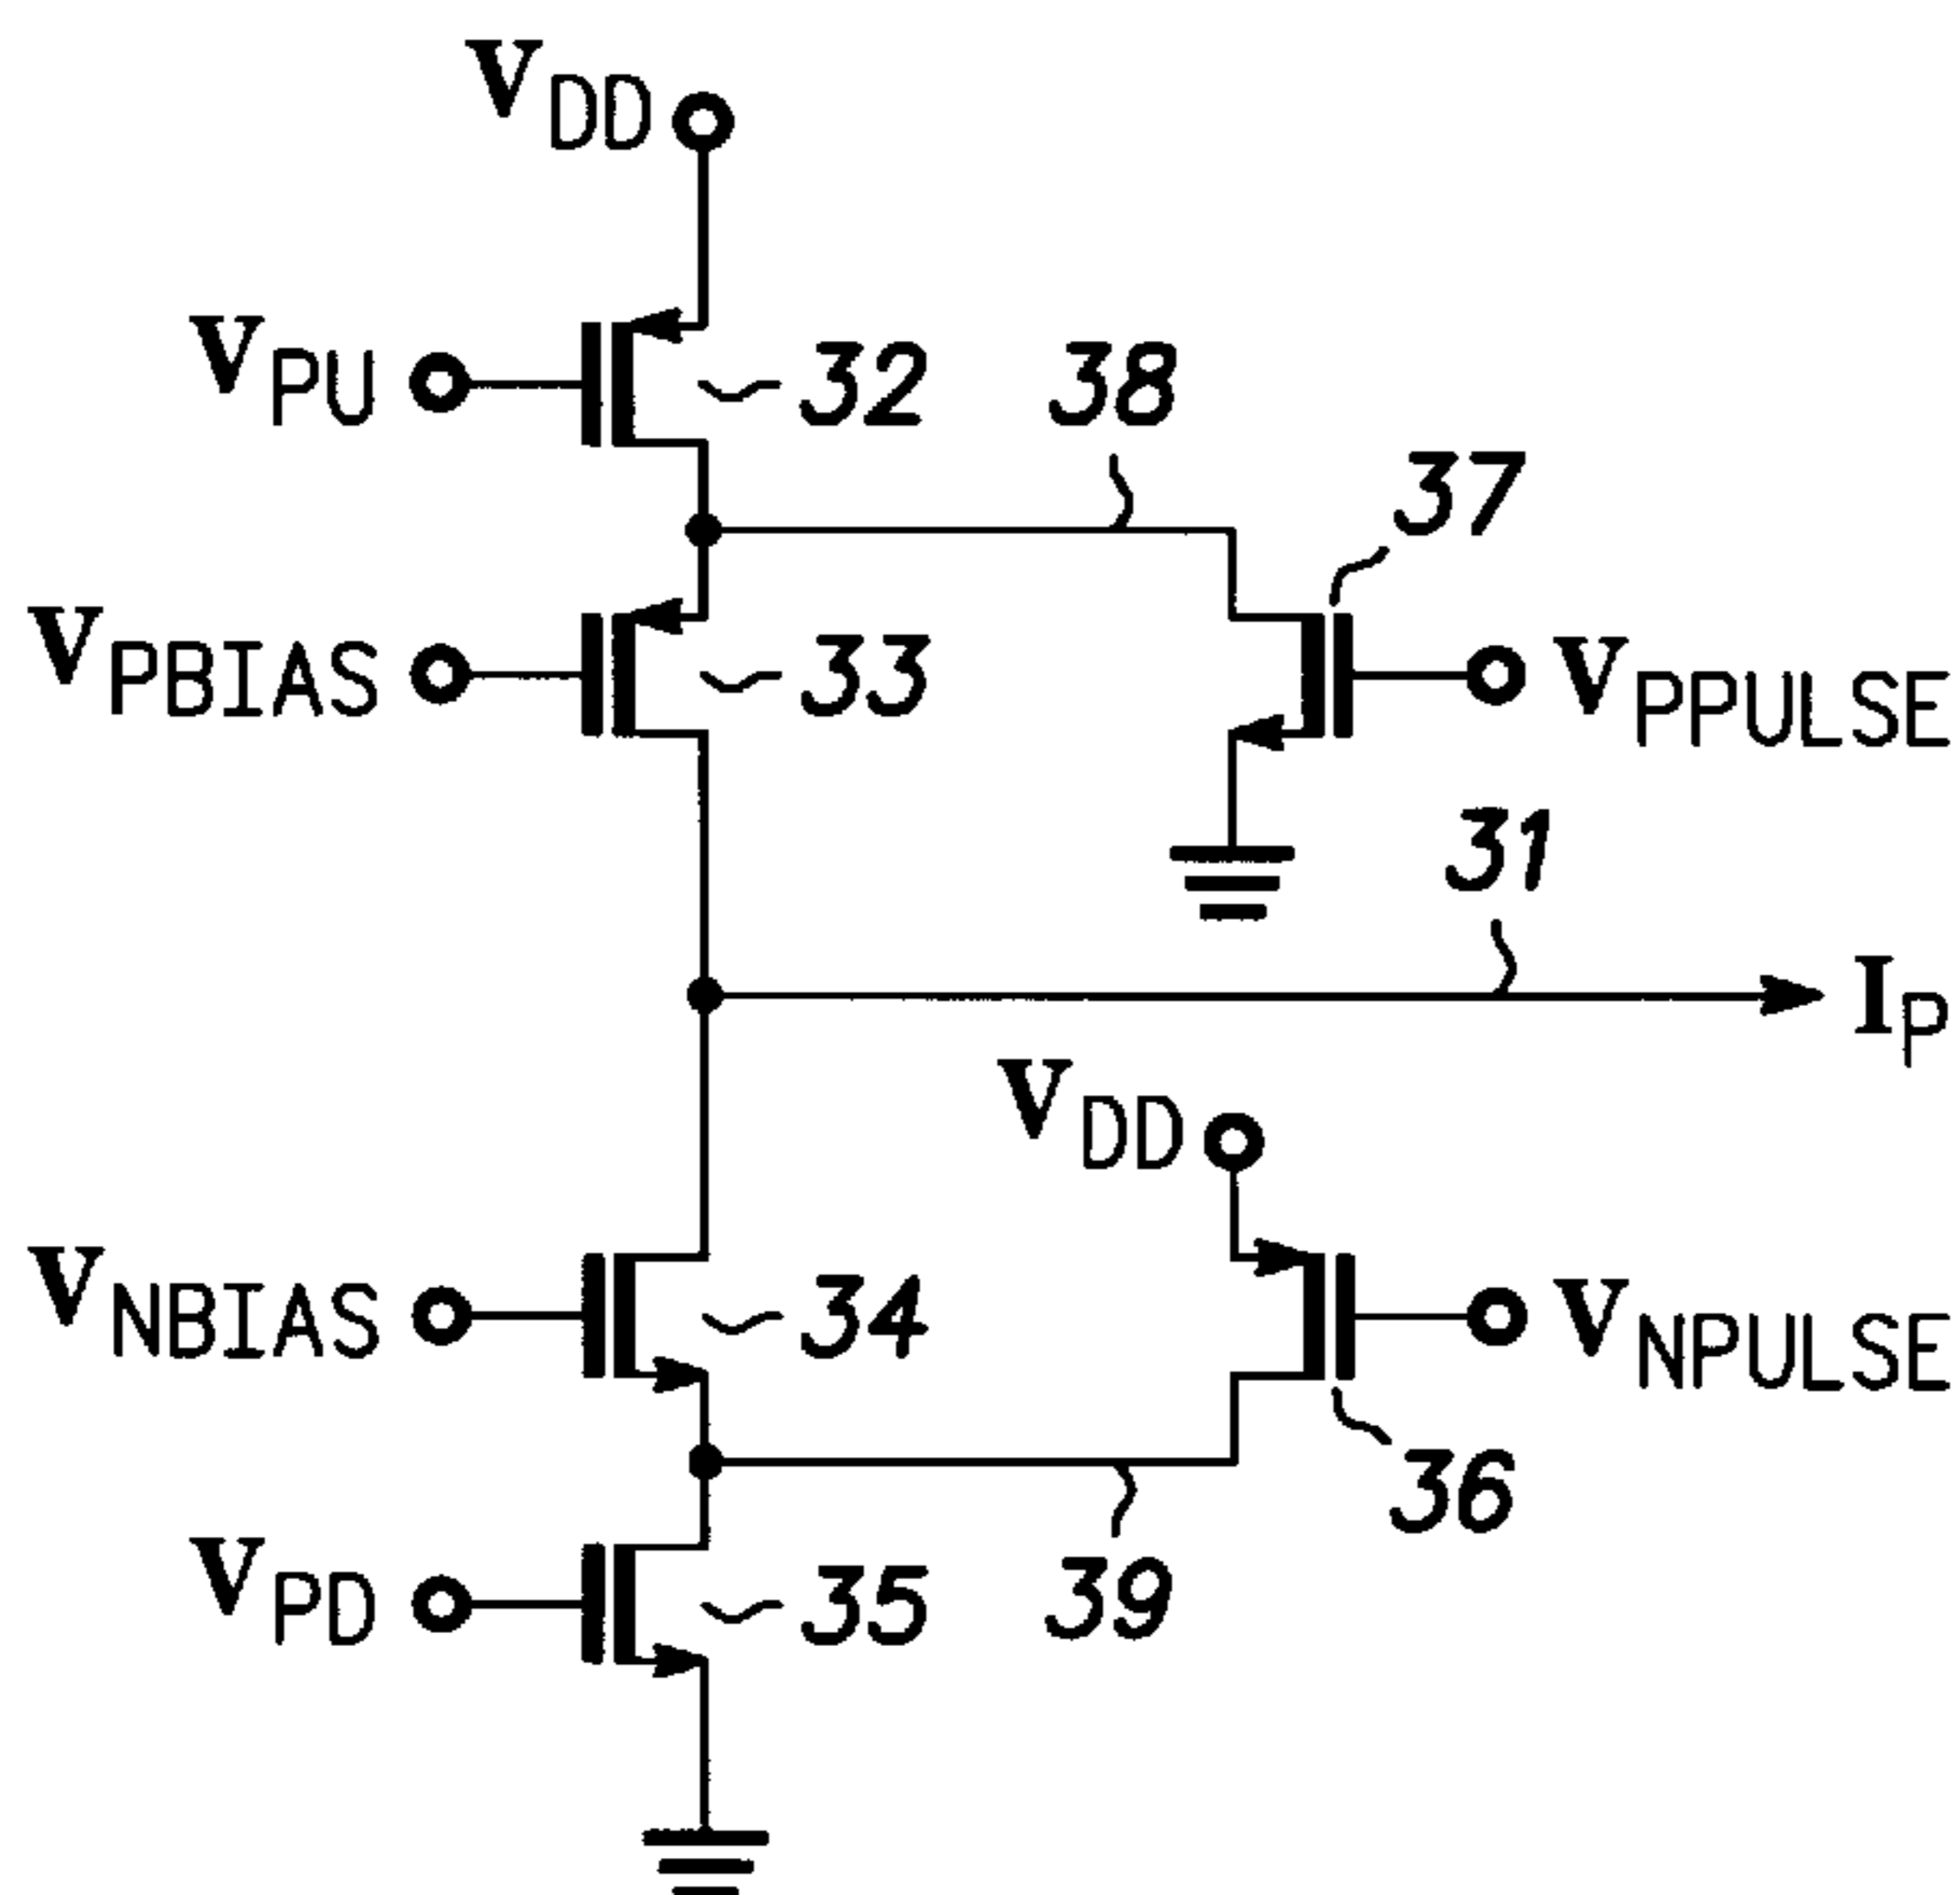 VDD
VPU
32
38
37
VPBIAS
33
VPPULSE
31
IP
VDD
VNBIAS
34
VNPULSE
36
VPD
35
39